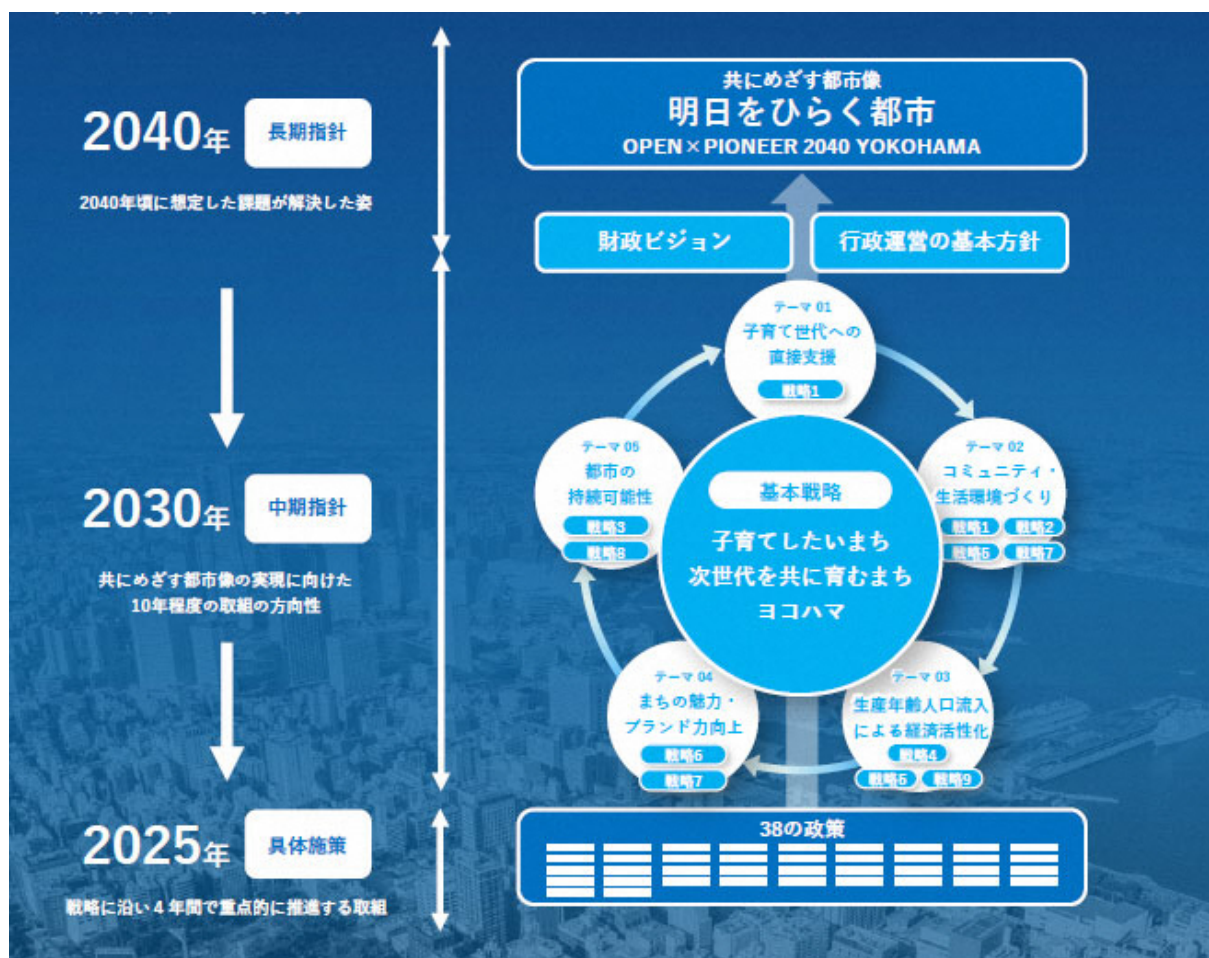 2040年 長期指針
2040年頃に想定した課題が解決した姿
2030年 中期指針
共にめざす都市像の実現に向けた
10年程度の取組の方向性
2025年 具体施策
戦略に沿い4年間で重点的に推進する取組
共にめざす都市像
明日をひらく都市
OPEN×PIONEER 2040 YOKOHAMA
財政ビジョン
行政運営の基本方針
テーマ 01
子育て世代への
直接支援
戦略1
テーマ 02
コミュニティ・
生活環境づくり
戦略1 戦略2
戦略5 戦略7
テーマ 03
生産年齢人口流入
による経済活性化
戦略4
戦略5 戦略9
テーマ 04
まちの魅力・
ブランド力向上
戦略6
戦略7
テーマ 05
都市の
持続可能性
戦略3
戦略8
基本戦略
子育てしたいまち
次世代を共に育むまち
ヨコハマ
38の政策